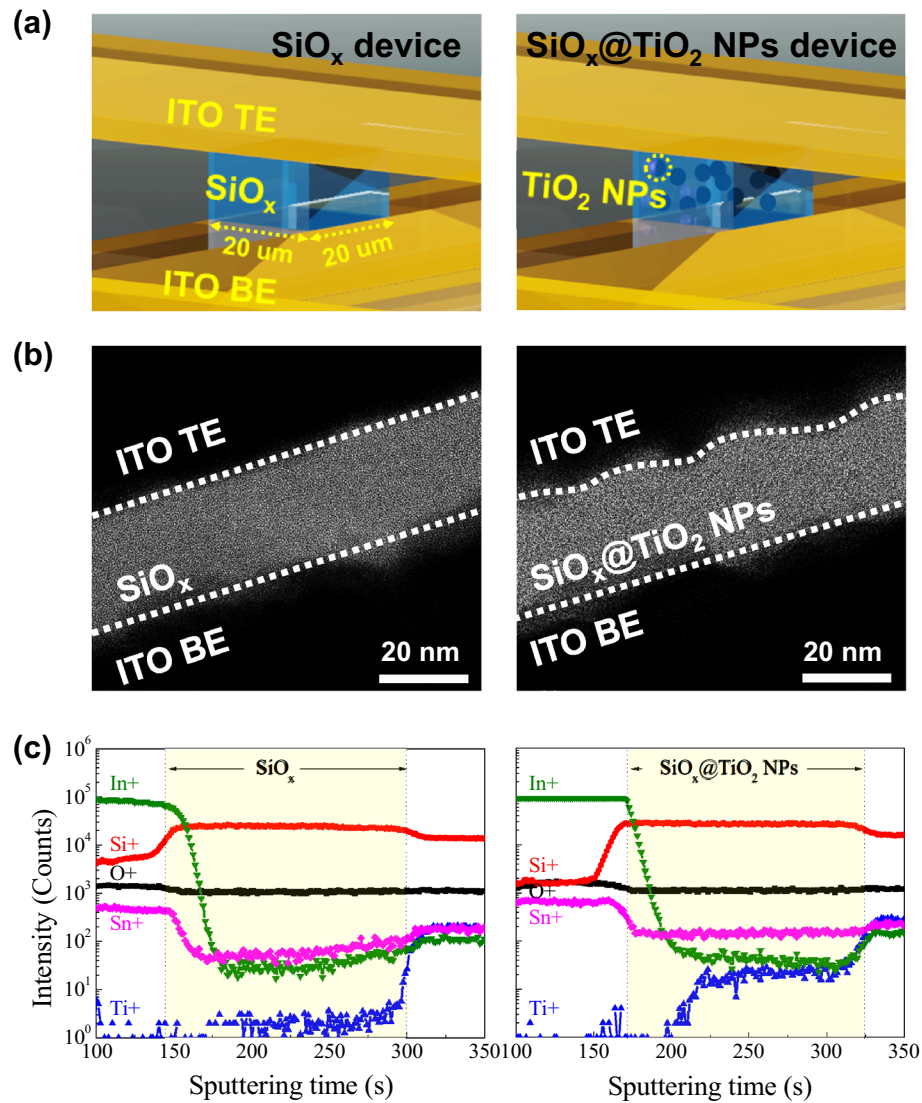 (a)
SiOx device
ITO TE
SiOx
20 um
20 um
ITO BE
SiOx@TiO2 NPs device
TiO2 NPs
(b)
ITO TE
SiOx
ITO BE
20 nm
ITO TE
SiOx@TiO2 NPs
ITO BE
20 nm
(c)
Intensity (Counts)
10^6
10^5
10^4
10^3
10^2
10^1
10^0
SiOx
In+
Si+
O+
Sn+
Ti+
100 150 200 250 300 350
Sputtering time (s)
SiOx@TiO2 NPs
In+
Si+
O+
Sn+
Ti+
100 150 200 250 300 350
Sputtering time (s)